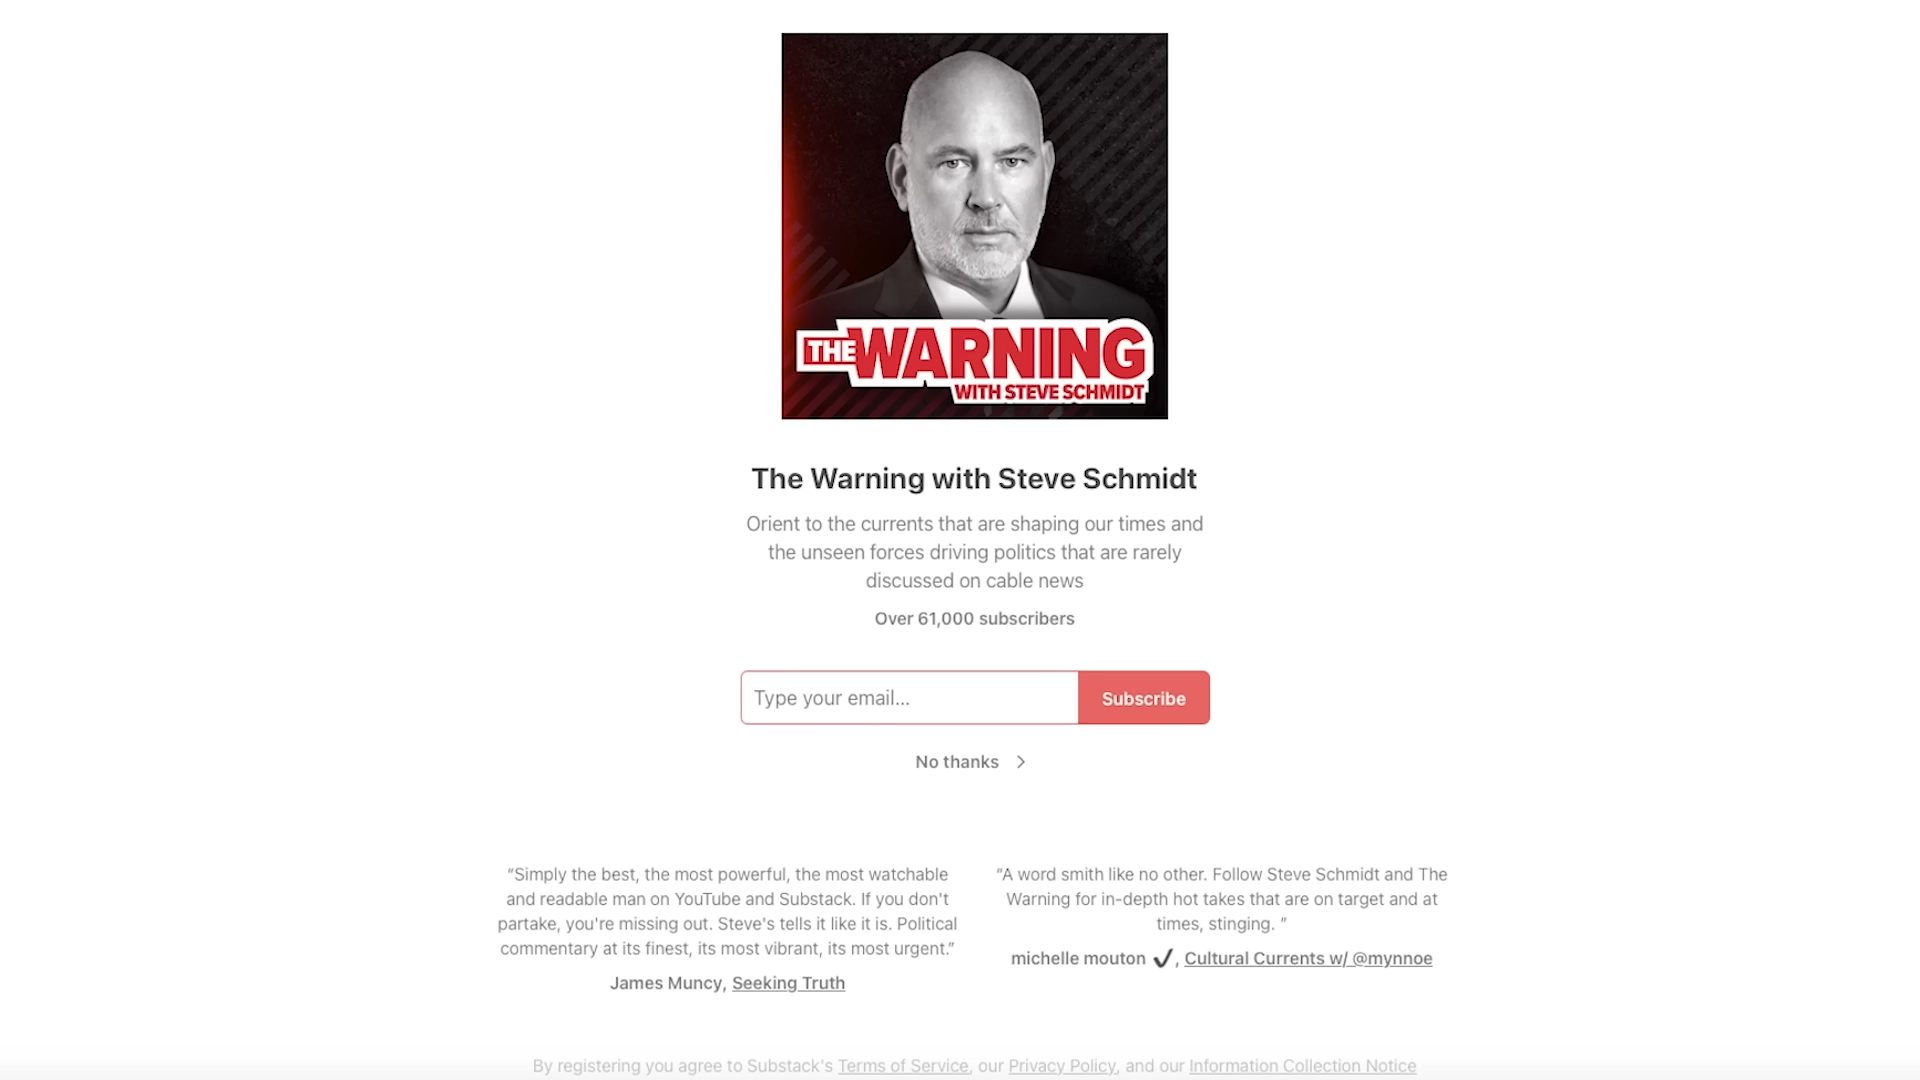 THE WARNING
WITH STEVE SCHMIDT
The Warning with Steve Schmidt
Orient to the currents that are shaping our times and
the unseen forces driving politics that are rarely
discussed on cable news
Over 61,000 subscribers
Type your email...
Subscribe
No thanks
“Simply the best, the most powerful, the most watchable
and readable man on YouTube and Substack. If you don't
partake, you're missing out. Steve's tells it like it is. Political
commentary at its finest, its most vibrant, its most urgent.”
James Muncy, Seeking Truth
“A word smith like no other. Follow Steve Schmidt and The
Warning for in-depth hot takes that are on target and at
times, stinging. ”
michelle mouton ✔, Cultural Currents w/ @mynnoe
By registering you agree to Substack's Terms of Service, our Privacy Policy, and our Information Collection Notice